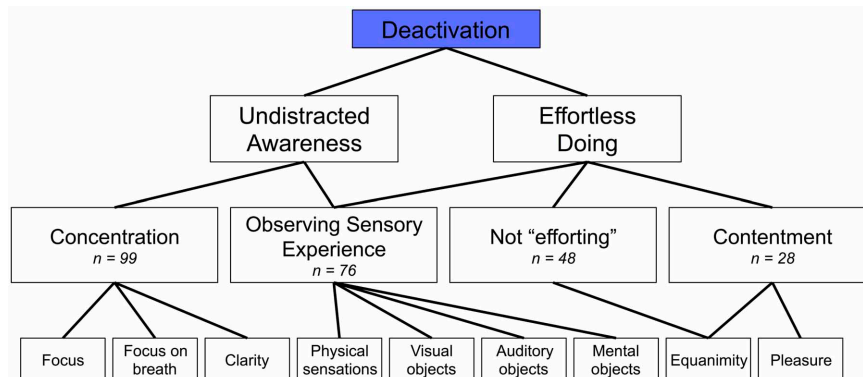 Deactivation
Undistracted
Awareness
Effortless
Doing
Concentration
n = 99
Observing Sensory
Experience
n = 76
Not “efforting”
n = 48
Contentment
n = 28
Focus
Focus on
breath
Clarity
Physical
sensations
Visual
objects
Auditory
objects
Mental
objects
Equanimity
Pleasure